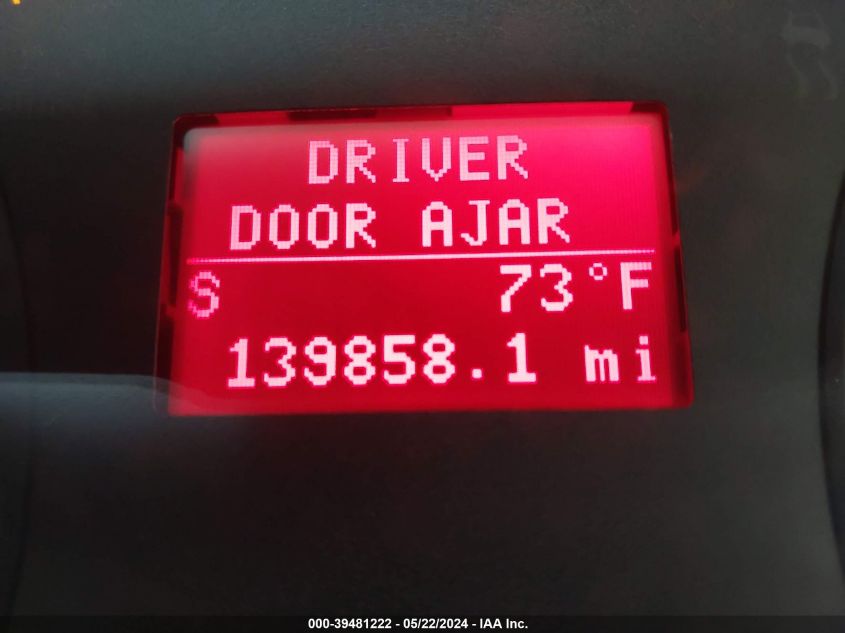 DRIVER
DOOR AJAR
S 73°F
139858.1 mi
000-39481222 - 05/22/2024 - IAA Inc.